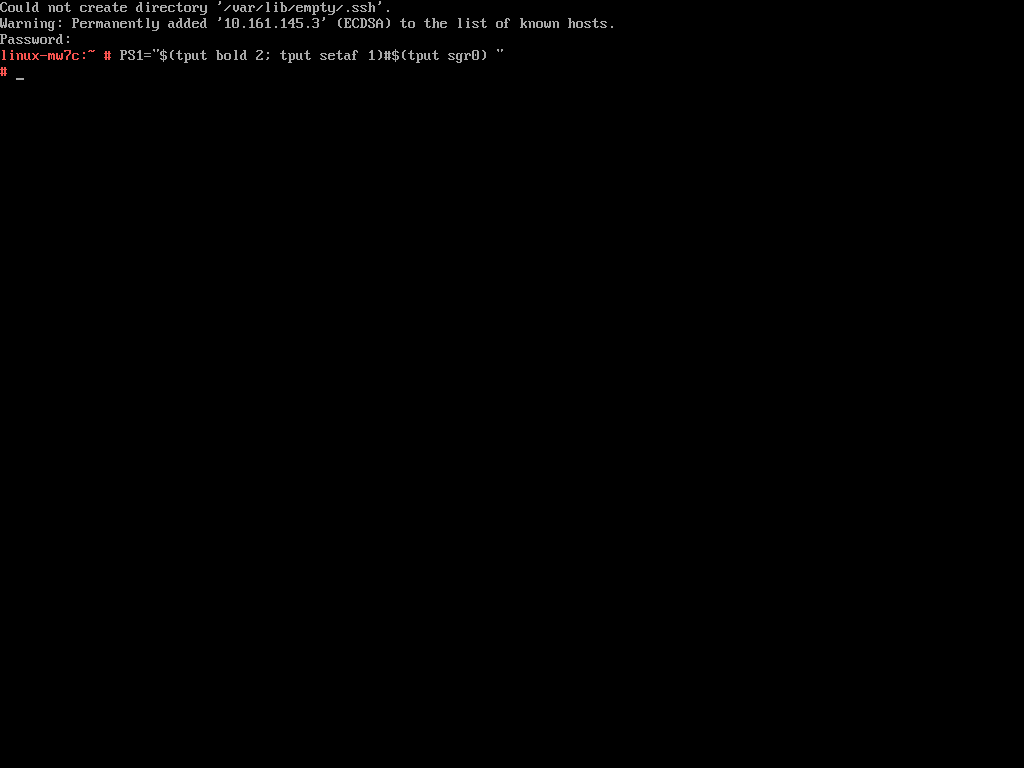 Could not create directory '/var/lib/empty/.ssh'.
Warning: Permanently added '10.161.145.3' (ECDSA) to the list of known hosts.
Password:
linux-mw7c:~ # PS1="$(tput bold 2; tput setaf 1)#$(tput sgr0) "
# _